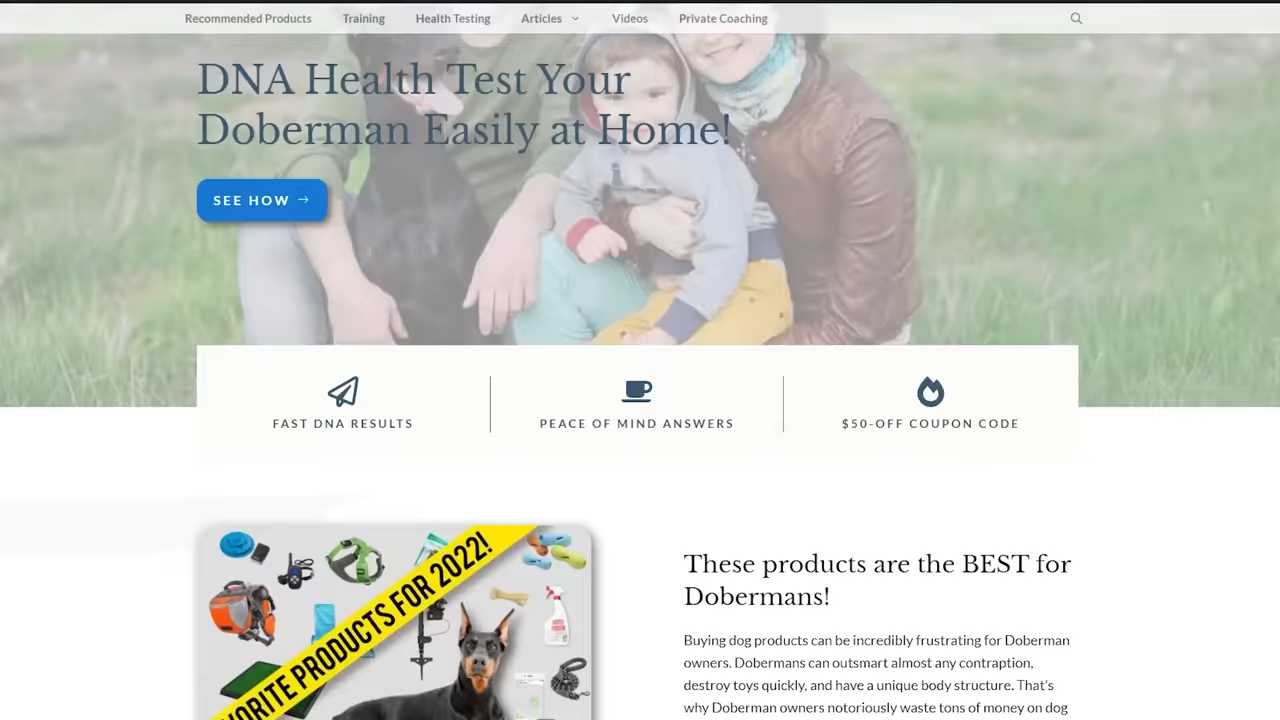 Recommended Products Training Health Testing Articles Videos Private Coaching
DNA Health Test Your
Doberman Easily at Home!
SEE HOW →
FAST DNA RESULTS
PEACE OF MIND ANSWERS
$50-OFF COUPON CODE
PRODUCTS FOR 2022!
These products are the BEST for
Dobermans!
Buying dog products can be incredibly frustrating for Doberman
owners. Dobermans can outsmart almost any contraption,
destroy toys quickly, and have a unique body structure. That's
why Doberman owners notoriously waste tons of money on dog